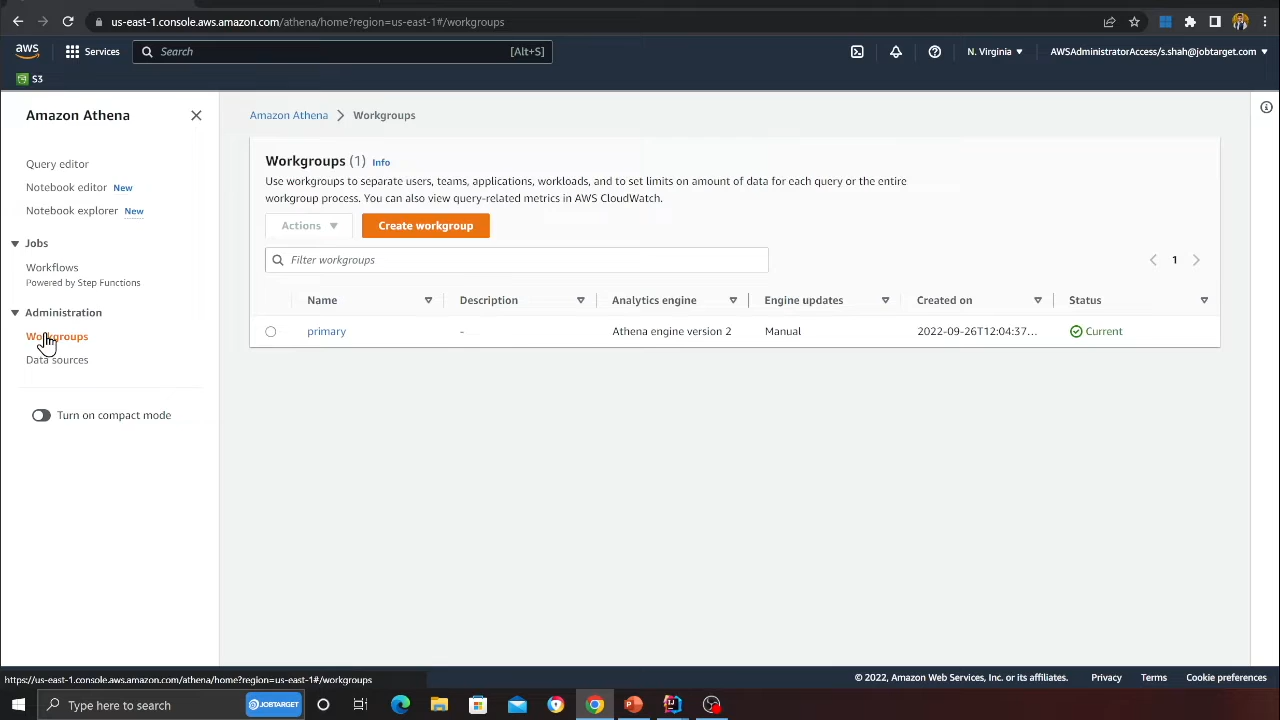 us-east-1.console.aws.amazon.com/athena/home?region=us-east-1#/workgroups
aws
Services
Search
[Alt+S]
N. Virginia
AWSAdministratorAccess/s.shah@jobtarget.com
S3
Amazon Athena
Query editor
Notebook editor New
Notebook explorer New
Jobs
Workflows
Powered by Step Functions
Administration
Workgroups
Data sources
Turn on compact mode
Amazon Athena > Workgroups
Workgroups (1) Info
Use workgroups to separate users, teams, applications, workloads, and to set limits on amount of data for each query or the entire
workgroup process. You can also view query-related metrics in AWS CloudWatch.
Actions
Create workgroup
Filter workgroups
1
Name Description Analytics engine Engine updates Created on Status
primary - Athena engine version 2 Manual 2022-09-26T12:04:37... Current
https://us-east-1.console.aws.amazon.com/athena/home?region=us-east-1#/workgroups
© 2022, Amazon Web Services, Inc. or its affiliates. Privacy Terms Cookie preferences
Type here to search
JOBTARGET